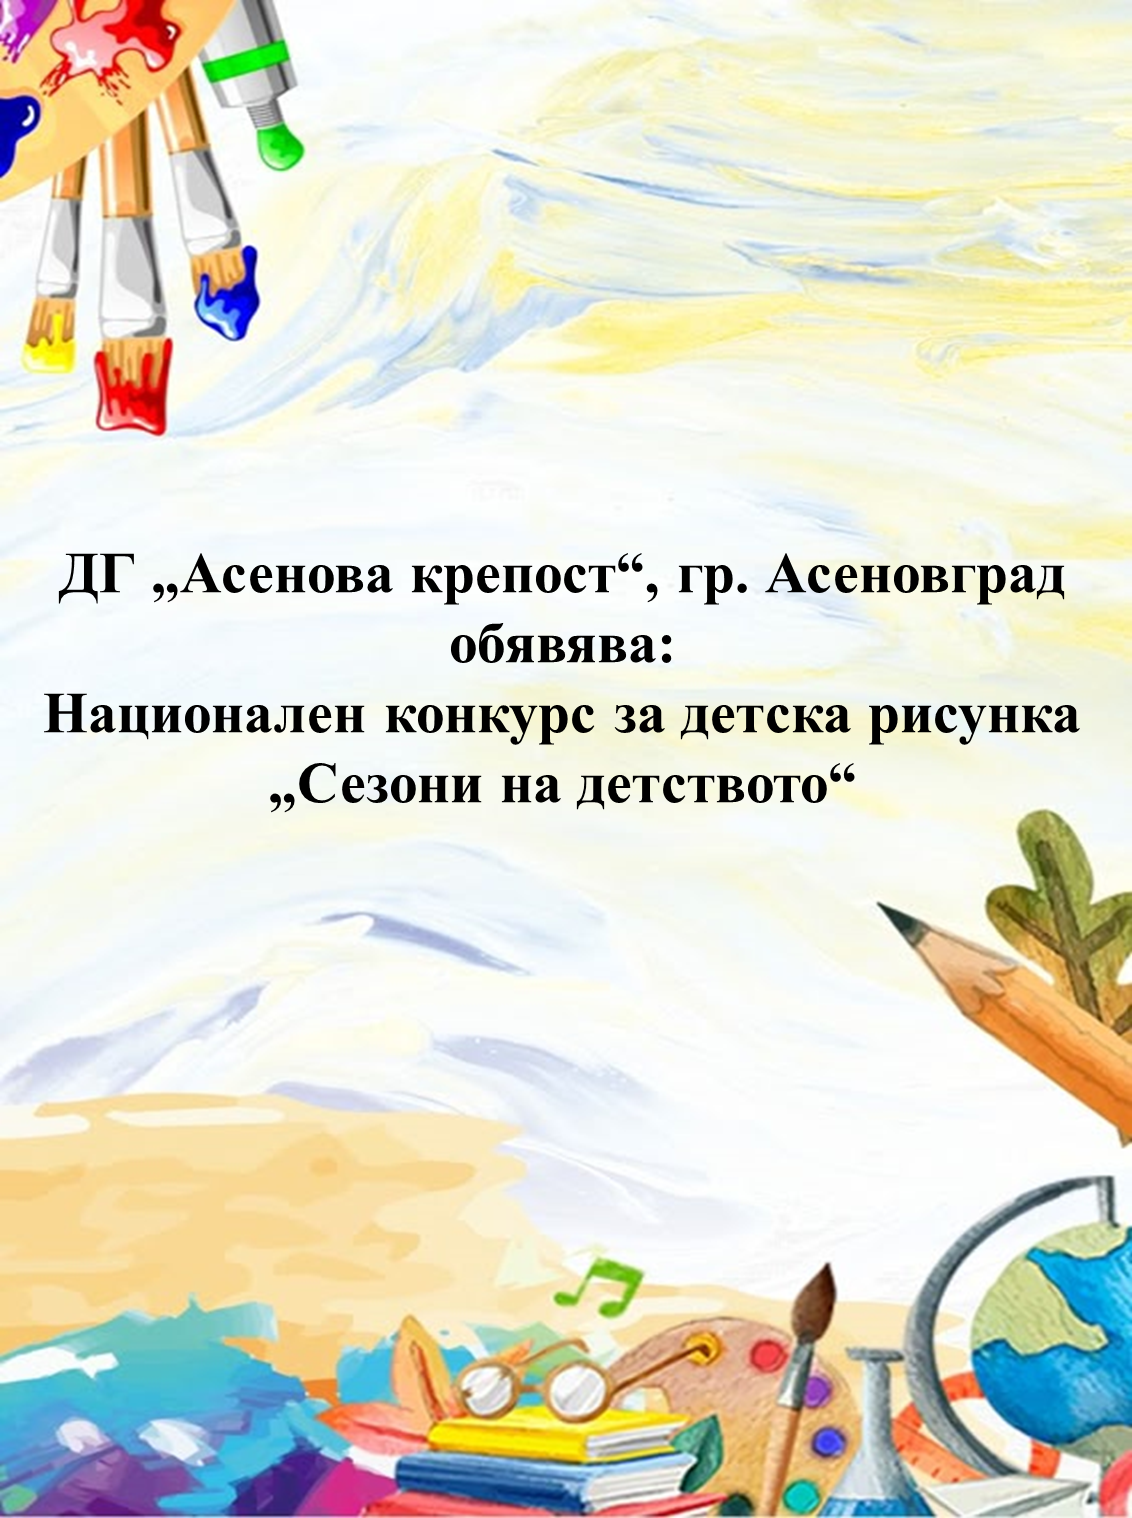 ДГ „Асенова крепост“, гр. Асеновград
обявява:
Национален конкурс за детска рисунка
„Сезони на детството“